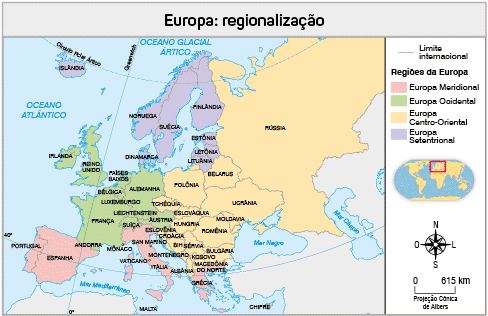 Europa: regionalização
OCEANO GLACIAL
ÁRTICO
Círculo Polar Ártico
Greenwich
ISLÂNDIA
OCEANO
ATLÂNTICO
FINLÂNDIA
NORUEGA
SUÉCIA
RÚSSIA
ESTÔNIA
LETÔNIA
LITUÂNIA
DINAMARCA
IRLANDA
REINO
UNIDO
PAÍSES
BAIXOS
BELARUS
POLÔNIA
ALEMANHA
BÉLGICA
LUXEMBURGO
TCHÉQUIA
UCRÂNIA
LIECHTENSTEIN
ESLOVÁQUIA
MOLDAVIA
FRANÇA
SUÍÇA
ÁUSTRIA
HUNGRIA
ESLOVÊNIA
CROÁCIA
ROMÊNIA
SAN MARINO
BIH
SÉRVIA
ANDORRA
MÔNACO
MONTENEGRO
BULGÁRIA
KOSOVO
PORTUGAL
ESPANHA
VATICANO
ITÁLIA
ALBÂNIA
MACEDÔNIA
DO NORTE
GRÉCIA
MALTA
CHIPRE
Mar Negro
Mar Cáspio
Mar Mediterrâneo
40°
0°
Limite
internacional
Regiões da Europa
Europa Meridional
Europa Ocidental
Europa
Centro-Oriental
Europa
Setentrional
N
O
L
S
0 615 km
Projeção Cônica
de Albers